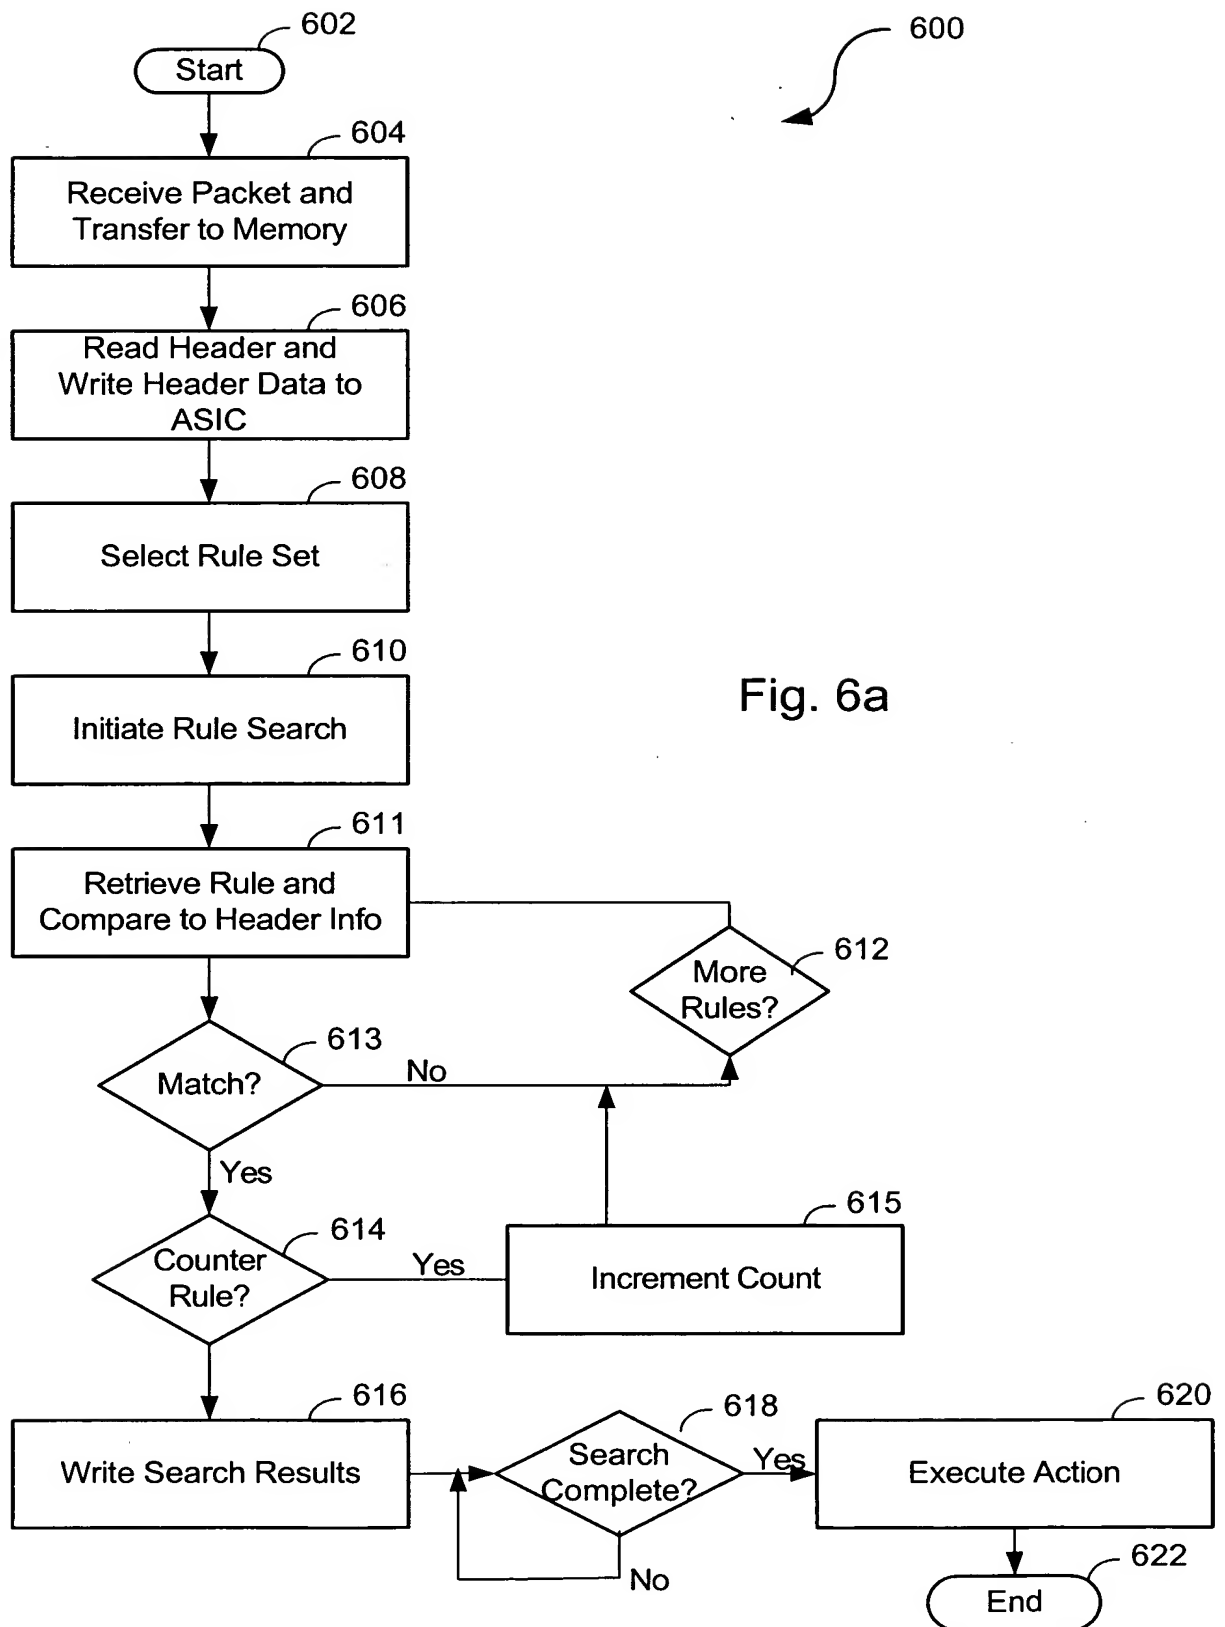 602
600
Start
604
Receive Packet and
Transfer to Memory
606
Read Header and
Write Header Data to
ASIC
608
Select Rule Set
610
Initiate Rule Search
Fig. 6a
611
Retrieve Rule and
Compare to Header Info
612
More
Rules?
613
Match?
No
Yes
614
Counter
Rule?
Yes
615
Increment Count
616
Write Search Results
618
Search
Complete?
Yes
No
620
Execute Action
622
End